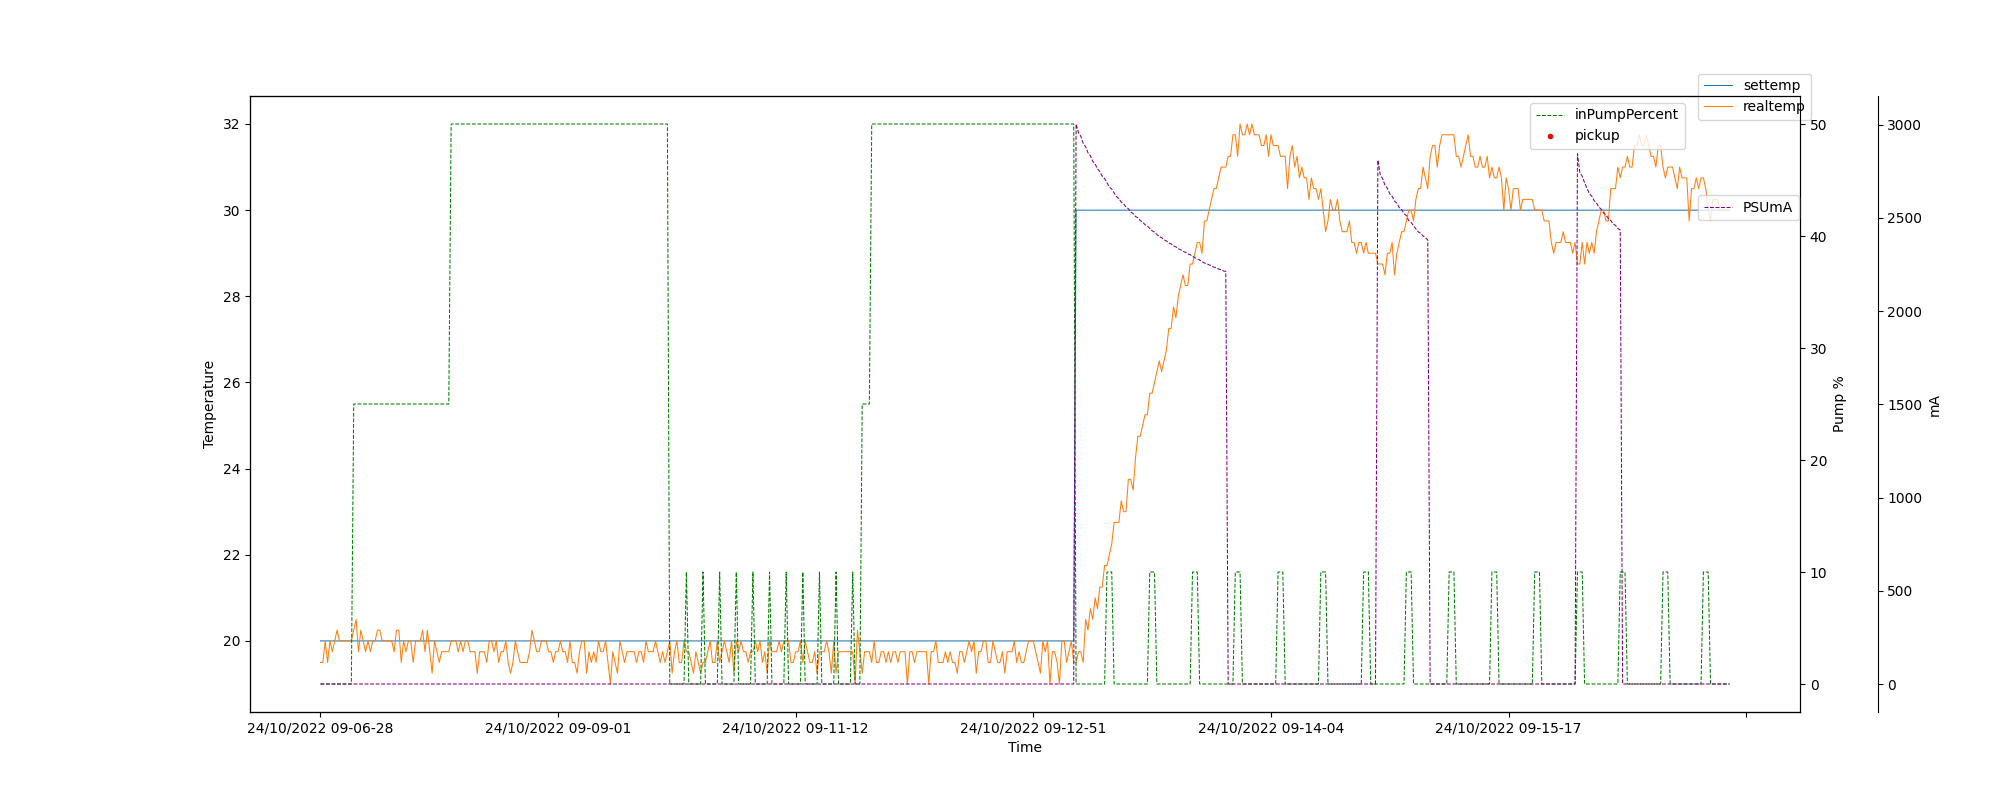 settemp
realtemp
inPumpPercent
pickup
PSUmA
32
30
28
26
24
22
20
Temperature
50
40
30
20
10
0
Pump %
3000
2500
2000
1500
1000
500
0
mA
24/10/2022 09-06-28
24/10/2022 09-09-01
24/10/2022 09-11-12
24/10/2022 09-12-51
24/10/2022 09-14-04
24/10/2022 09-15-17
Time